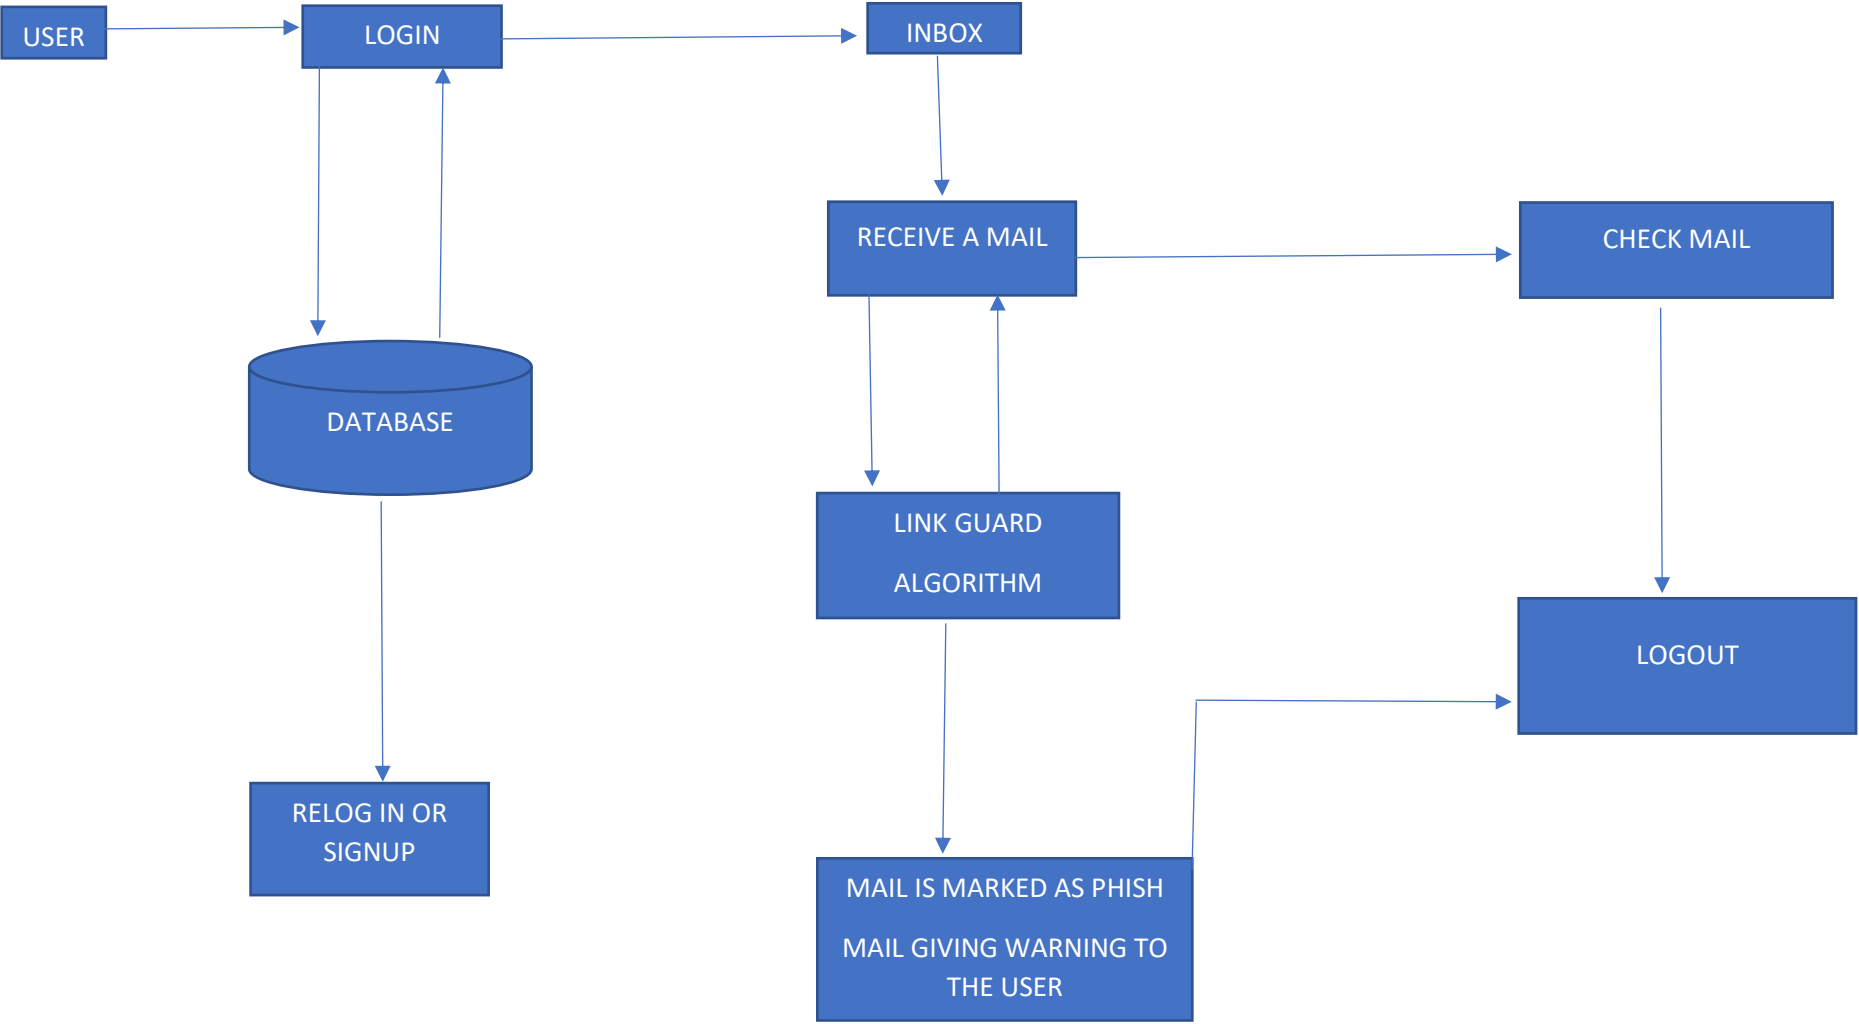 USER
LOGIN
INBOX
RECEIVE A MAIL
CHECK MAIL
DATABASE
LINK GUARD
ALGORITHM
LOGOUT
RELOG IN OR
SIGNUP
MAIL IS MARKED AS PHISH
MAIL GIVING WARNING TO
THE USER